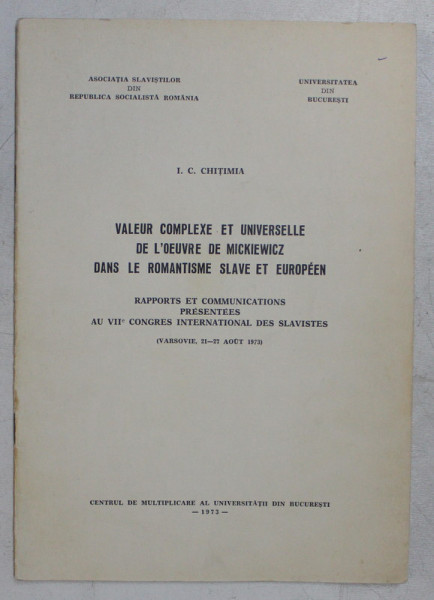 ASOCIAȚIA SLAVIȘTILOR
DIN
REPUBLICA SOCIALISTĂ ROMÂNIA
UNIVERSITATEA
DIN
BUCUREȘTI
I. C. CHIȚIMIA
VALEUR COMPLEXE ET UNIVERSELLE
DE L'OEUVRE DE MICKIEWICZ
DANS LE ROMANTISME SLAVE ET EUROPÉEN
RAPPORTS ET COMMUNICATIONS
PRÉSENTÉES
AU VIIe CONGRES INTERNATIONAL DES SLAVISTES
(VARSOVIE, 21—27 AOÛT 1973)
CENTRUL DE MULTIPLICARE AL UNIVERSITĂȚII DIN BUCUREȘTI
— 1973 —